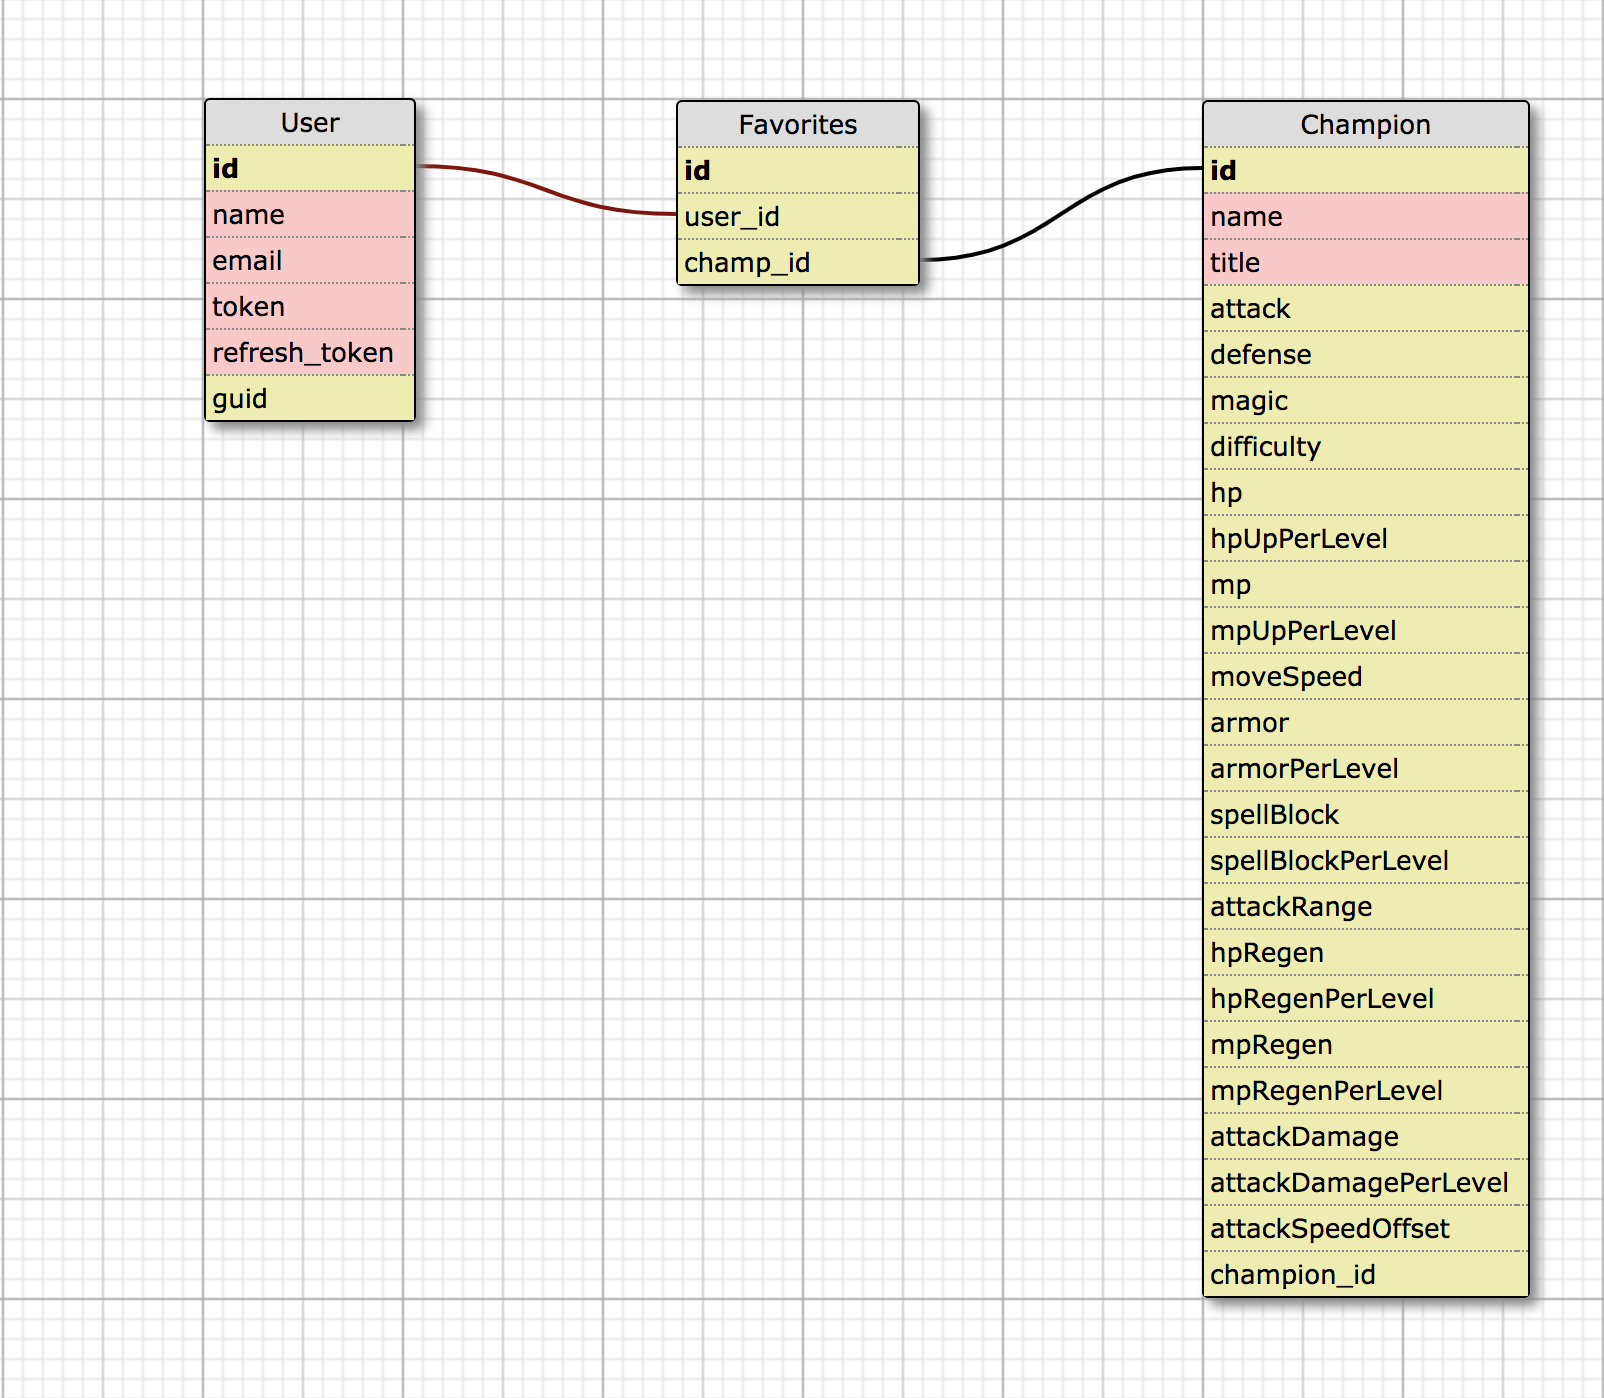 User
id
name
email
token
refresh_token
guid
Favorites
id
user_id
champ_id
Champion
id
name
title
attack
defense
magic
difficulty
hp
hpUpPerLevel
mp
mpUpPerLevel
moveSpeed
armor
armorPerLevel
spellBlock
spellBlockPerLevel
attackRange
hpRegen
hpRegenPerLevel
mpRegen
mpRegenPerLevel
attackDamage
attackDamagePerLevel
attackSpeedOffset
champion_id